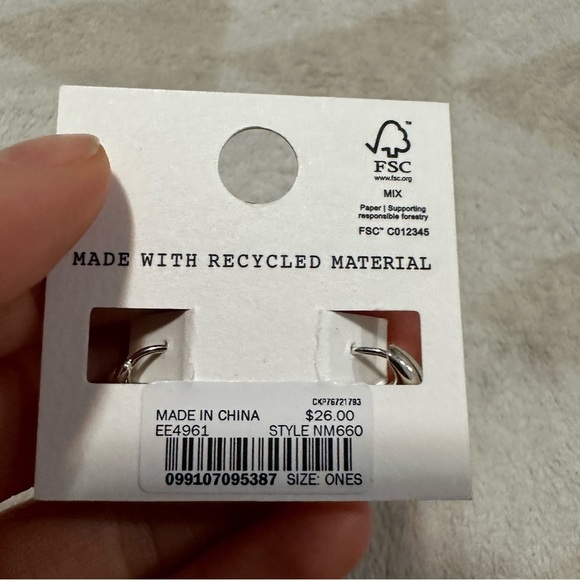 FSC™
www.fsc.org
MIX
Paper | Supporting
responsible forestry
FSC™ C012345
MADE WITH RECYCLED MATERIAL
CKP76721793
MADE IN CHINA $26.00
EE4961 STYLE NM660
099107095387 SIZE: ONES